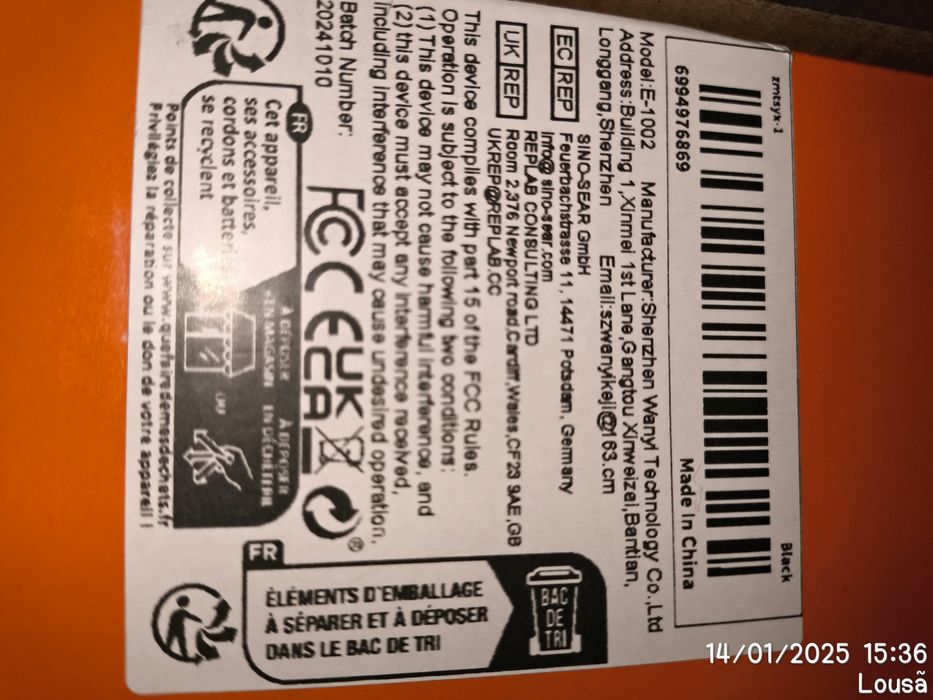 zmtsyx-1
Black
6994976869
Made In China
Model:E-1002 Manufacturer:Shenzhen Wanyi Technology Co.,Ltd
Address:Building 1,Xinmei 1st Lane,Gangtou Xinweizai,Bantian,
Longgang,Shenzhen Email:szwanyikeji@163.cm
EC REP
SINO-SEAR GmbH
Feuerbachstrasse 11, 14471 Potsdam, Germany
info@ sino-sear.com
UK REP
REPLAB CONSULTING LTD
Room 2,376 Newport road,Cardiff,Wales,CF23 9AE,GB
UKREP@REPLAB.CC
This device complies with part 15 of the FCC Rules.
Operation is subject to the following two conditions:
(1) This device may not cause harmful interference, and
(2) this device must accept any interference received,
including interference that may cause undesired operation,
Batch Number:
20241010
FC CE UK
CA
®
FR
Cet appareil,
ses accessoires,
cordons et batteries
se recyclent
À DÉPOSER
EN MAGASIN
OU
À DÉPOSER
EN DÉCHÈTERIE
Points de collecte sur www.quefairedemesdechets.fr
Privilégiez la réparation ou le don de votre appareil !
FR
ÉLÉMENTS D'EMBALLAGE
À SÉPARER ET À DÉPOSER
DANS LE BAC DE TRI
BAC
DE
TRI
14/01/2025 15:36
Lousã